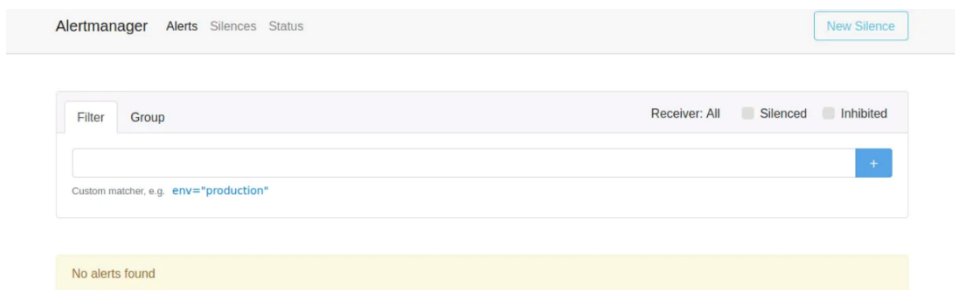 Alertmanager Alerts Silences Status New Silence
Filter Group Receiver: All Silenced Inhibited
+
Custom matcher, e.g. env="production"
No alerts found